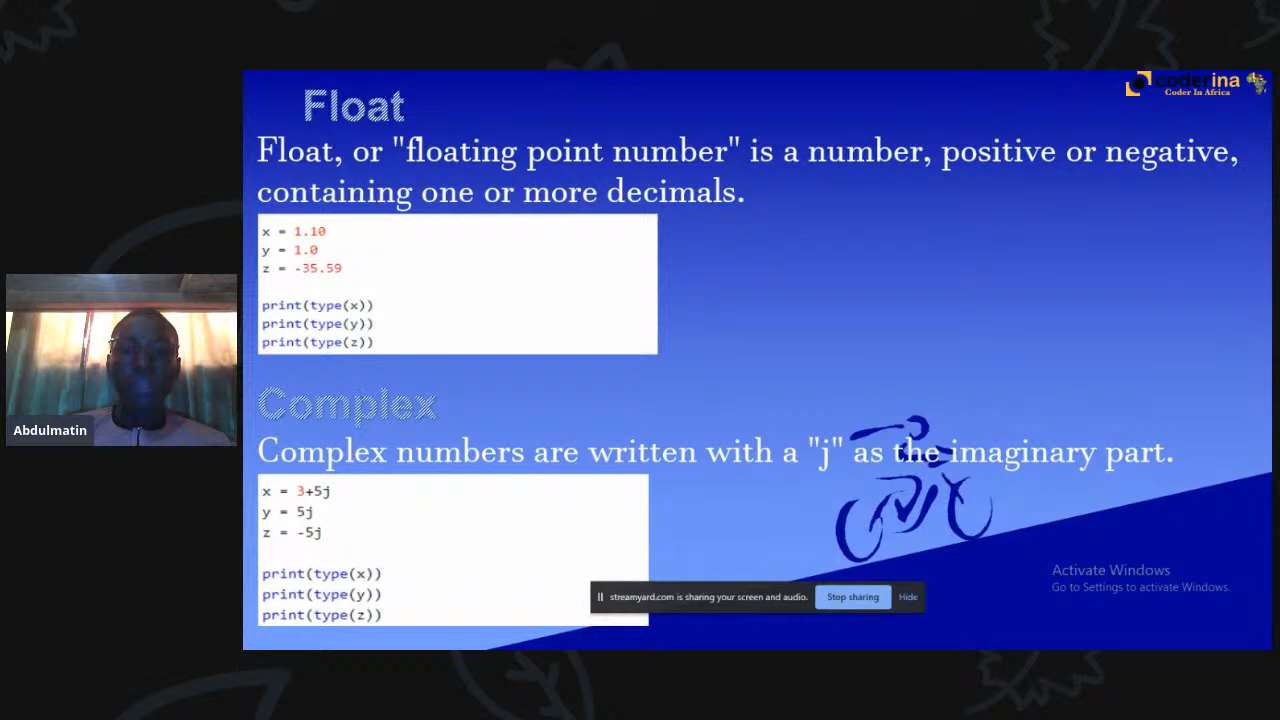 coderina
Coder In Africa
Float
Float, or "floating point number" is a number, positive or negative,
containing one or more decimals.
x = 1.10
y = 1.0
z = -35.59
print(type(x))
print(type(y))
print(type(z))
Abdulmatin
Complex
Complex numbers are written with a "j" as the imaginary part.
x = 3+5j
y = 5j
z = -5j
print(type(x))
print(type(y))
print(type(z))
streamyard.com is sharing your screen and audio. Stop sharing Hide
Activate Windows
Go to Settings to activate Windows.